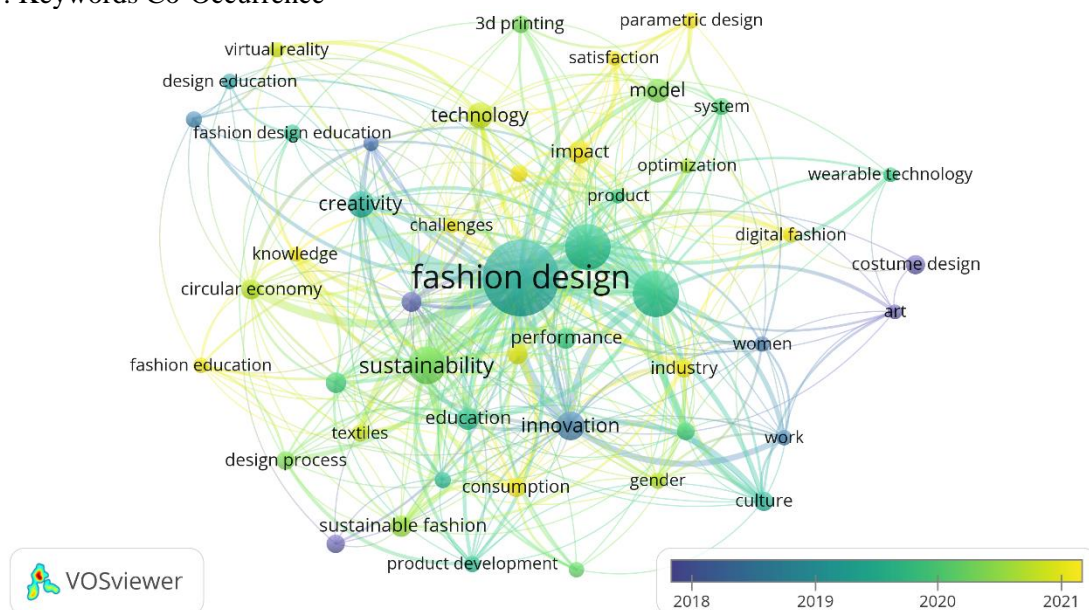 . Keywords Co-Occurrence
3d printing
parametric design
virtual reality
satisfaction
design education
model
system
technology
fashion design education
impact
optimization
wearable technology
product
creativity
challenges
digital fashion
knowledge
costume design
fashion design
circular economy
art
performance
women
fashion education
sustainability
industry
education
innovation
textiles
work
design process
gender
consumption
culture
sustainable fashion
product development
VOSviewer
2018 2019 2020 2021